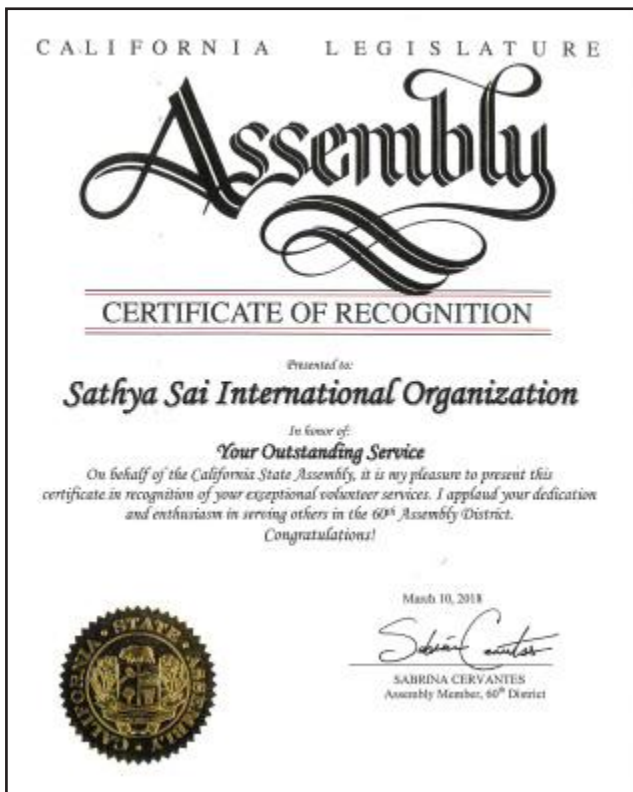 CALIFORNIA LEGISLATURE
Assembly
CERTIFICATE OF RECOGNITION
Presented to:
Sathya Sai International Organization
In honor of:
Your Outstanding Service
On behalf of the California State Assembly, it is my pleasure to present this
certificate in recognition of your exceptional volunteer services. I applaud your dedication
and enthusiasm in serving others in the 60th Assembly District.
Congratulations!
March 10, 2018
SABRINA CERVANTES
Assembly Member, 60th District
CALIFORNIA STATE ASSEMBLY